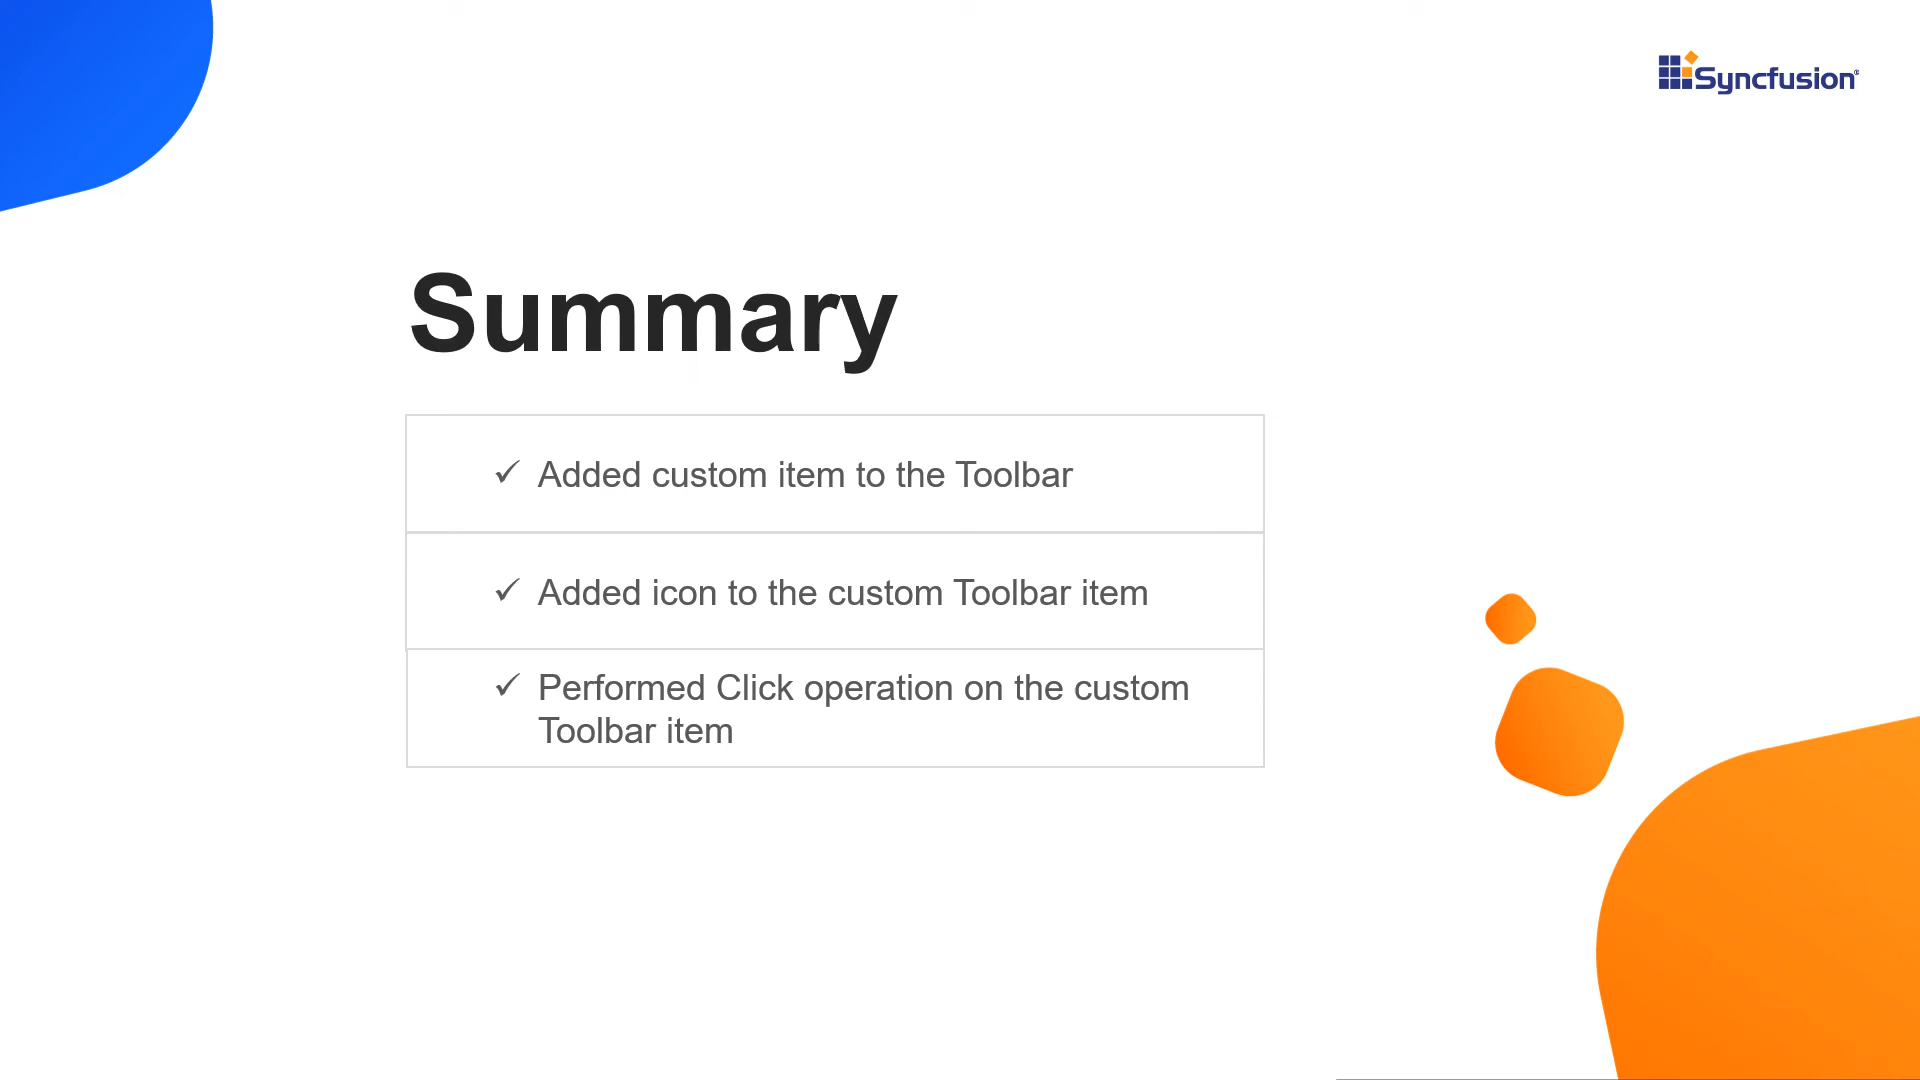 Syncfusion®
Summary
✓ Added custom item to the Toolbar
✓ Added icon to the custom Toolbar item
✓ Performed Click operation on the custom
Toolbar item